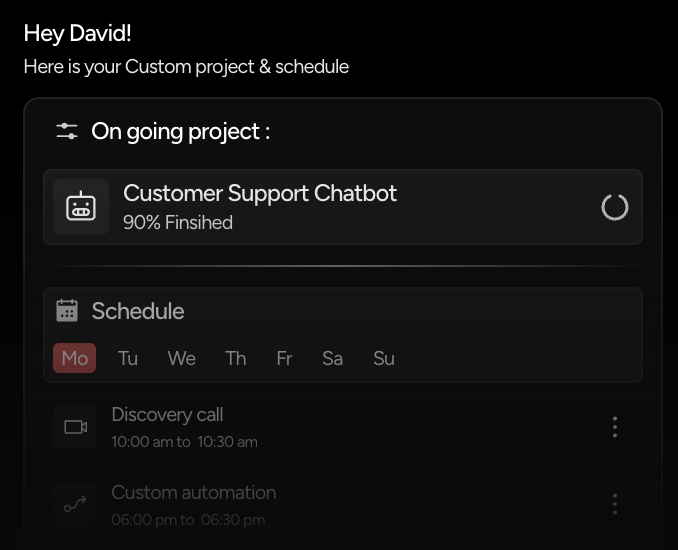 Hey David!
Here is your Custom project & schedule
On going project :
Customer Support Chatbot
90% Finsihed
Schedule
Mo Tu We Th Fr Sa Su
Discovery call
10:00 am to 10:30 am
Custom automation
06:00 pm to 06:30 pm